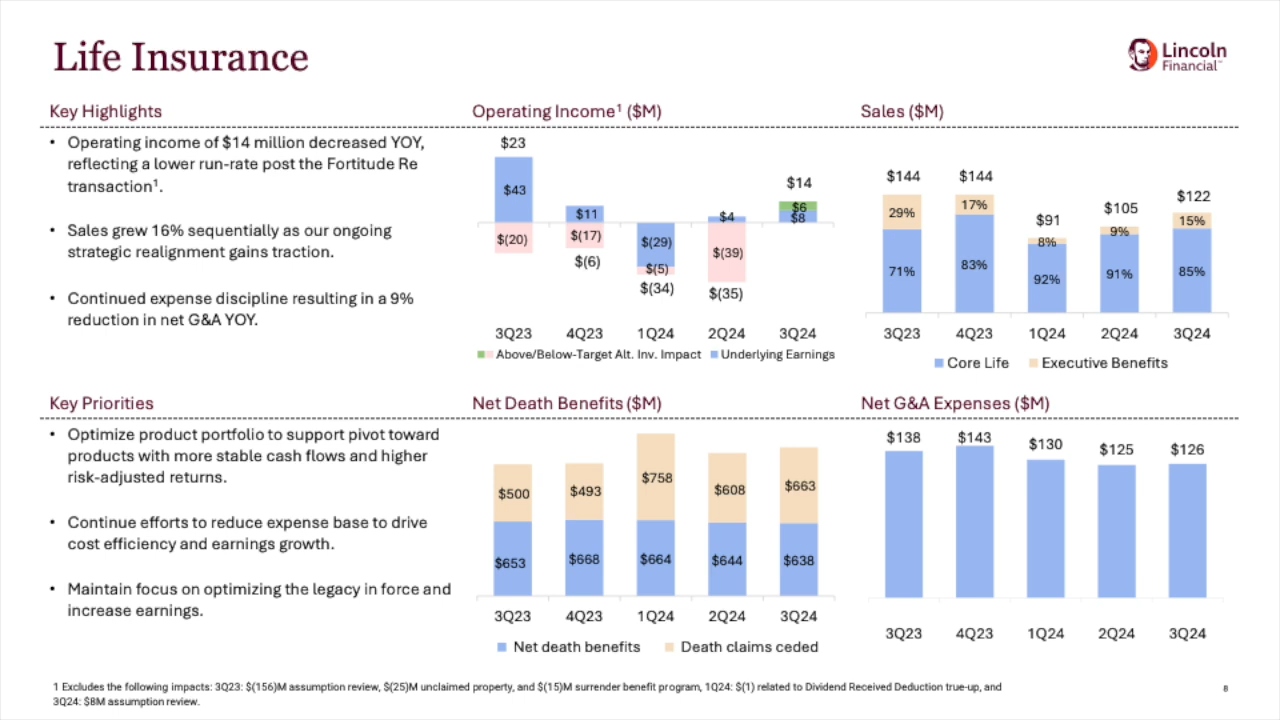 Life Insurance
Lincoln
Financial™
Key Highlights
• Operating income of $14 million decreased YOY,
reflecting a lower run-rate post the Fortitude Re
transaction¹.
• Sales grew 16% sequentially as our ongoing
strategic realignment gains traction.
• Continued expense discipline resulting in a 9%
reduction in net G&A YOY.
Operating Income¹ ($M)
$23
$43
$(20)
$11
$(17)
$(6)
$(29)
$(5)
$(34)
$4
$(39)
$(35)
$14
$6
$8
3Q23 4Q23 1Q24 2Q24 3Q24
Above/Below-Target Alt. Inv. Impact Underlying Earnings
Sales ($M)
$144 $144 $91 $105 $122
29% 17% 8% 9% 15%
71% 83% 92% 91% 85%
3Q23 4Q23 1Q24 2Q24 3Q24
Core Life Executive Benefits
Key Priorities
• Optimize product portfolio to support pivot toward
products with more stable cash flows and higher
risk-adjusted returns.
• Continue efforts to reduce expense base to drive
cost efficiency and earnings growth.
• Maintain focus on optimizing the legacy in force and
increase earnings.
Net Death Benefits ($M)
$500 $493 $758 $608 $663
$653 $668 $664 $644 $638
3Q23 4Q23 1Q24 2Q24 3Q24
Net death benefits Death claims ceded
Net G&A Expenses ($M)
$138 $143 $130 $125 $126
3Q23 4Q23 1Q24 2Q24 3Q24
1 Excludes the following impacts: 3Q23: $(156)M assumption review, $(25)M unclaimed property, and $(15)M surrender benefit program, 1Q24: $(1) related to Dividend Received Deduction true-up, and
3Q24: $8M assumption review.
8